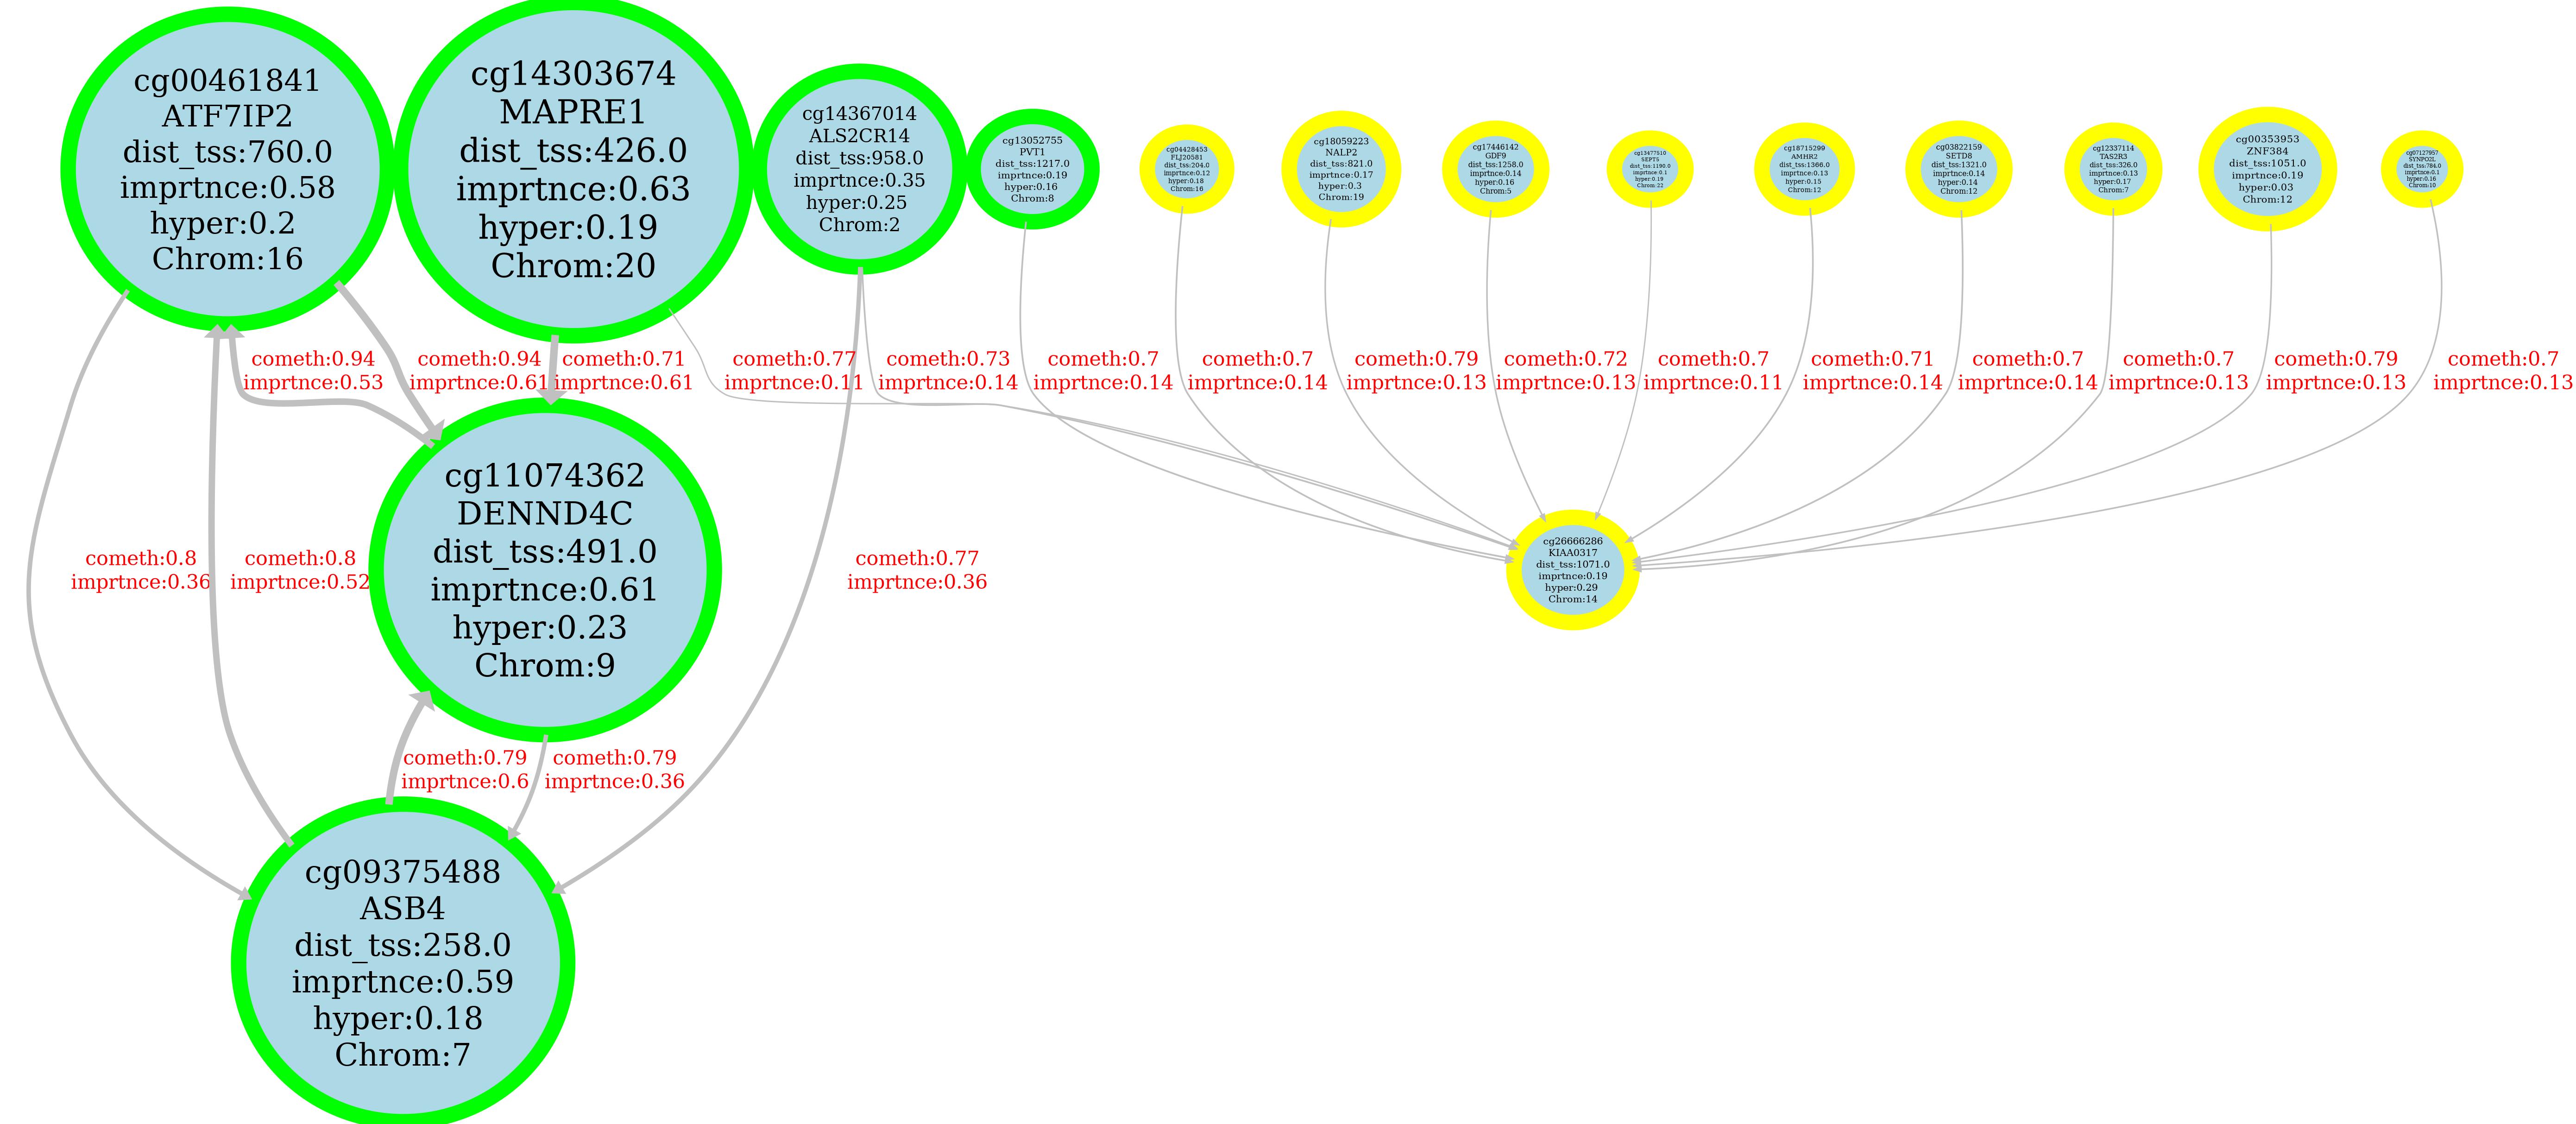 cg00461841
ATF7IP2
dist_tss:760.0
imprtnce:0.58
hyper:0.2
Chrom:16
cg14303674
MAPRE1
dist_tss:426.0
imprtnce:0.63
hyper:0.19
Chrom:20
cg14367014
ALS2CR14
dist_tss:958.0
imprtnce:0.35
hyper:0.25
Chrom:2
cg13052755
PVT1
dist_tss:1217.0
imprtnce:0.19
hyper:0.16
Chrom:8
cg04428453
FLJ20581
dist_tss:204.0
imprtnce:0.12
hyper:0.18
Chrom:16
cg18059223
NALP2
dist_tss:821.0
imprtnce:0.17
hyper:0.3
Chrom:19
cg17446142
GDF9
dist_tss:1258.0
imprtnce:0.14
hyper:0.16
Chrom:5
cg13477510
SEPT5
dist_tss:1190.0
imprtnce:0.1
hyper:0.19
Chrom:22
cg18715299
AMHR2
dist_tss:1366.0
imprtnce:0.13
hyper:0.15
Chrom:12
cg03822159
SETD8
dist_tss:1321.0
imprtnce:0.14
hyper:0.14
Chrom:12
cg12337114
TAS2R3
dist_tss:326.0
imprtnce:0.13
hyper:0.17
Chrom:7
cg00353953
ZNF384
dist_tss:1051.0
imprtnce:0.19
hyper:0.03
Chrom:12
cg07127957
SYNPO2L
dist_tss:784.0
imprtnce:0.1
hyper:0.16
Chrom:10
cometh:0.94
imprtnce:0.53
cometh:0.94
imprtnce:0.61
cometh:0.71
imprtnce:0.61
cometh:0.77
imprtnce:0.11
cometh:0.73
imprtnce:0.14
cometh:0.7
imprtnce:0.14
cometh:0.7
imprtnce:0.14
cometh:0.79
imprtnce:0.13
cometh:0.72
imprtnce:0.13
cometh:0.7
imprtnce:0.11
cometh:0.71
imprtnce:0.14
cometh:0.7
imprtnce:0.14
cometh:0.7
imprtnce:0.13
cometh:0.79
imprtnce:0.13
cometh:0.7
imprtnce:0.13
cg11074362
DENND4C
dist_tss:491.0
imprtnce:0.61
hyper:0.23
Chrom:9
cg26666286
KIAA0317
dist_tss:1071.0
imprtnce:0.19
hyper:0.29
Chrom:14
cometh:0.8
imprtnce:0.36
cometh:0.8
imprtnce:0.52
cometh:0.77
imprtnce:0.36
cometh:0.79
imprtnce:0.6
cometh:0.79
imprtnce:0.36
cg09375488
ASB4
dist_tss:258.0
imprtnce:0.59
hyper:0.18
Chrom:7